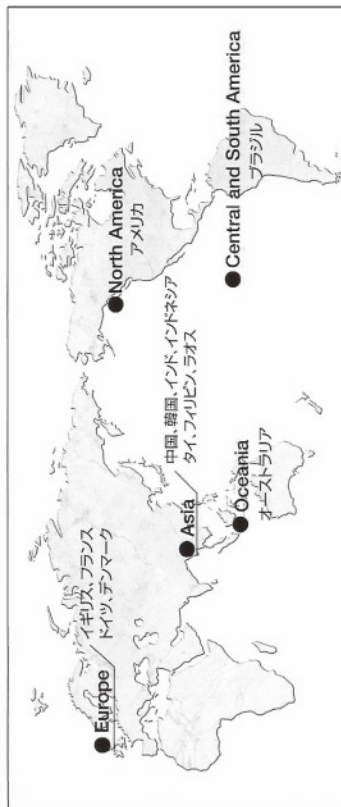 Europe
イギリス、フランス
ドイツ、デンマーク
Asia
中国、韓国、インド、インドネシア
タイ、フィリピン、ラオス
Oceania
オーストラリア
North America
アメリカ
Central and South America
ブラジル